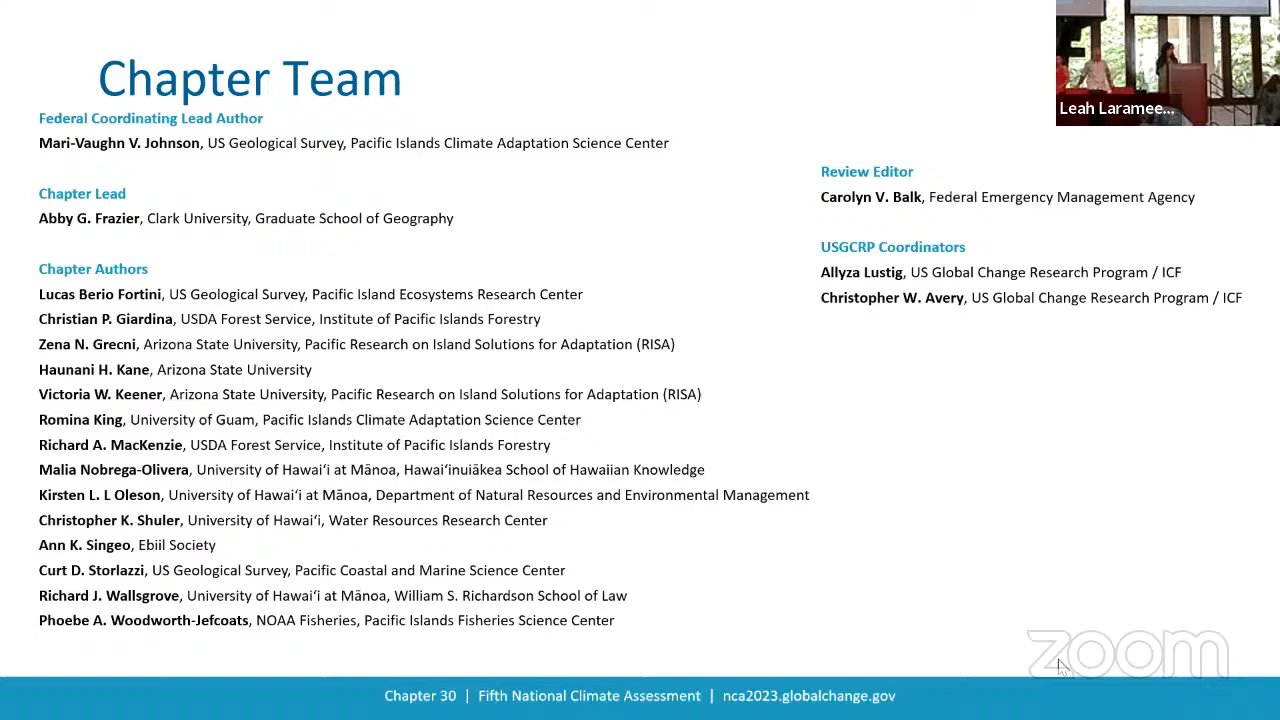 Chapter Team
Federal Coordinating Lead Author
Mari-Vaughn V. Johnson, US Geological Survey, Pacific Islands Climate Adaptation Science Center
Chapter Lead
Abby G. Frazier, Clark University, Graduate School of Geography
Chapter Authors
Lucas Berio Fortini, US Geological Survey, Pacific Island Ecosystems Research Center
Christian P. Giardina, USDA Forest Service, Institute of Pacific Islands Forestry
Zena N. Grecni, Arizona State University, Pacific Research on Island Solutions for Adaptation (RISA)
Haunani H. Kane, Arizona State University
Victoria W. Keener, Arizona State University, Pacific Research on Island Solutions for Adaptation (RISA)
Romina King, University of Guam, Pacific Islands Climate Adaptation Science Center
Richard A. MacKenzie, USDA Forest Service, Institute of Pacific Islands Forestry
Malia Nobrega-Olivera, University of Hawaiʻi at Mānoa, Hawaiʻinuiākea School of Hawaiian Knowledge
Kirsten L. L Oleson, University of Hawaiʻi at Mānoa, Department of Natural Resources and Environmental Management
Christopher K. Shuler, University of Hawaiʻi, Water Resources Research Center
Ann K. Singeo, Ebiil Society
Curt D. Storlazzi, US Geological Survey, Pacific Coastal and Marine Science Center
Richard J. Wallsgrove, University of Hawaiʻi at Mānoa, William S. Richardson School of Law
Phoebe A. Woodworth-Jefcoats, NOAA Fisheries, Pacific Islands Fisheries Science Center
Leah Laramee...
Review Editor
Carolyn V. Balk, Federal Emergency Management Agency
USGCRP Coordinators
Allyza Lustig, US Global Change Research Program / ICF
Christopher W. Avery, US Global Change Research Program / ICF
zoom
Chapter 30 | Fifth National Climate Assessment | nca2023.globalchange.gov